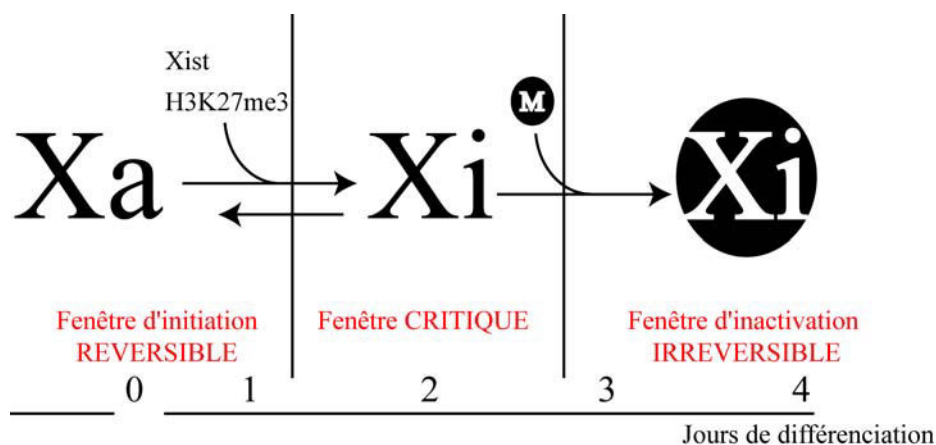 Xist
H3K27me3
M
Xa
Xi
Xi
Fenêtre d'initiation
REVERSIBLE
Fenêtre CRITIQUE
Fenêtre d'inactivation
IRREVERSIBLE
0 1 2 3 4
Jours de différenciation